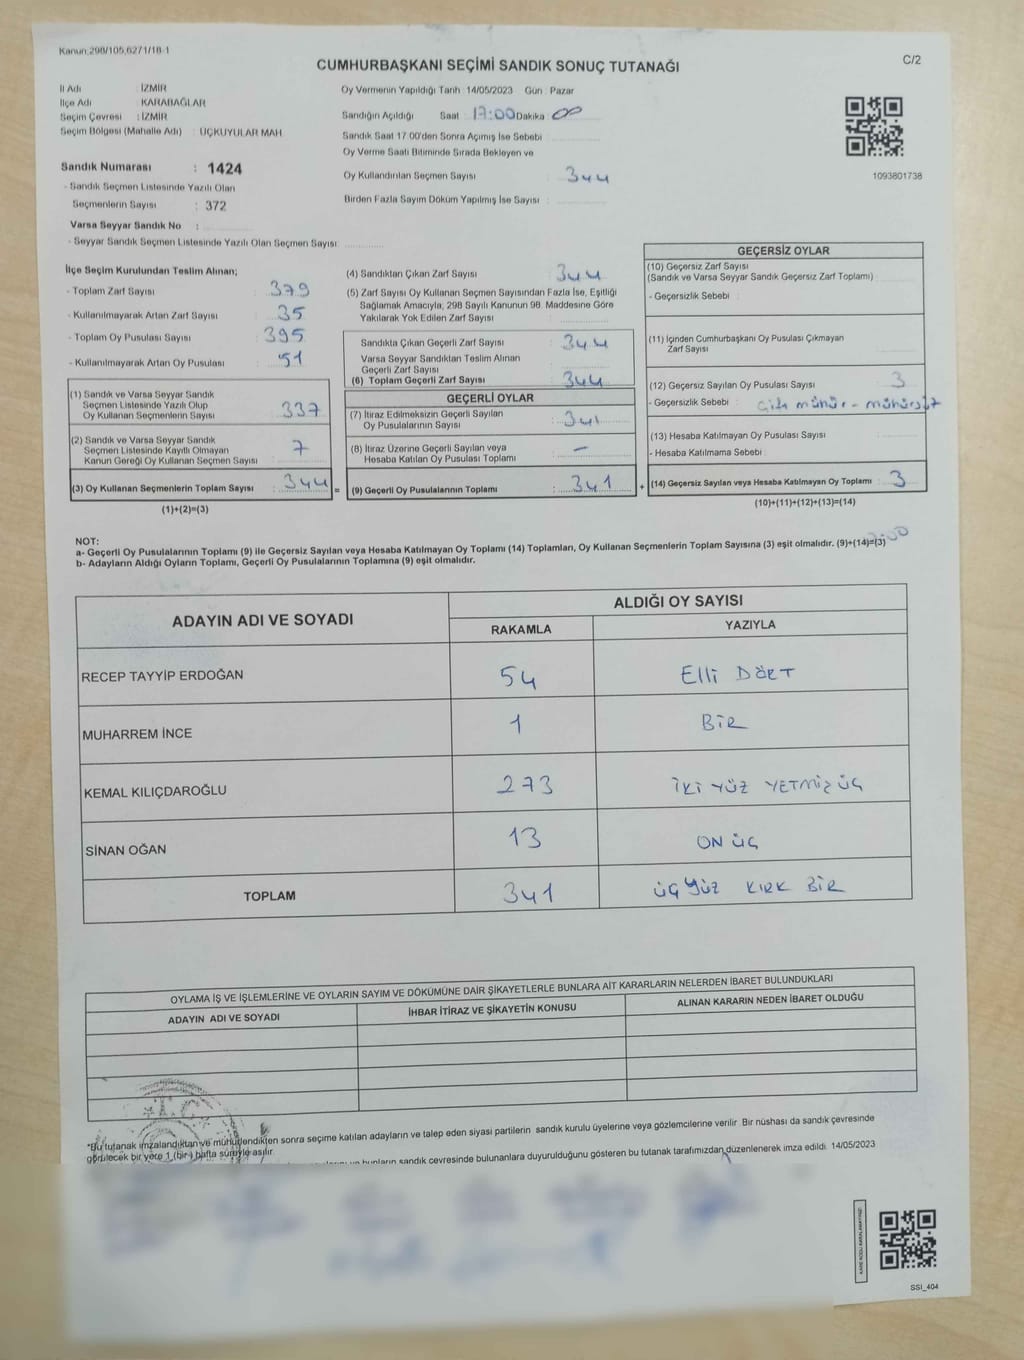 Kanun:298/105,6271/18-1
C/2
CUMHURBAŞKANI SEÇİMİ SANDIK SONUÇ TUTANAĞI
İl Adı : İZMİR
İlçe Adı : KARABAĞLAR
Seçim Çevresi : İZMİR
Seçim Bölgesi (Mahalle Adı) : ÜÇKUYULAR MAH
Sandık Numarası : 1424
- Sandık Seçmen Listesinde Yazılı Olan
Seçmenlerin Sayısı : 372
Varsa Seyyar Sandık No :
- Seyyar Sandık Seçmen Listesinde Yazılı Olan Seçmen Sayısı
Oy Vermenin Yapıldığı Tarih : 14/05/2023 Gün : Pazar
Sandığın Açıldığı Saat 17:00 Dakika 00
Sandık Saat 17.00'den Sonra Açımış İse Sebebi
Oy Verme Saati Bitiminde Sırada Bekleyen ve
Oy Kullandırılan Seçmen Sayısı : 344
Birden Fazla Sayım Döküm Yapılmış İse Sayısı :
1093801738
İlçe Seçim Kurulundan Teslim Alınan;
- Toplam Zarf Sayısı : 379
- Kullanılmayarak Artan Zarf Sayısı : 35
- Toplam Oy Pusulası Sayısı : 395
- Kullanılmayarak Artan Oy Pusulası : 51
(1) Sandık ve Varsa Seyyar Sandık
Seçmen Listesinde Yazılı Olup
Oy Kullanan Seçmenlerin Sayısı : 337
(2) Sandık ve Varsa Seyyar Sandık
Seçmen Listesinde Kayıtlı Olmayan
Kanun Gereği Oy Kullanan Seçmen Sayısı 7
(3) Oy Kullanan Seçmenlerin Toplam Sayısı : 344 =
(1)+(2)=(3)
(4) Sandıktan Çıkan Zarf Sayısı 344
(5) Zarf Sayısı Oy Kullanan Seçmen Sayısından Fazla İse, Eşitliği
Sağlamak Amacıyla, 298 Sayılı Kanunun 98. Maddesine Göre
Yakılarak Yok Edilen Zarf Sayısı
Sandıkla Çıkan Geçerli Zarf Sayısı : 344
Varsa Seyyar Sandıktan Teslim Alınan
Geçerli Zarf Sayısı
(6) Toplam Geçerli Zarf Sayısı : 344
GEÇERLİ OYLAR
(7) İtiraz Edilmeksizin Geçerli Sayılan
Oy Pusulalarının Sayısı : 341
(8) İtiraz Üzerine Geçerli Sayılan veya
Hesaba Katılan Oy Pusulası Toplamı : -
(9) Geçerli Oy Pusulalarının Toplamı : 341 +
GEÇERSİZ OYLAR
(10) Geçersiz Zarf Sayısı
(Sandık ve Varsa Seyyar Sandık Geçersiz Zarf Toplamı)
- Geçersizlik Sebebi :
(11) İçinden Cumhurbaşkanı Oy Pusulası Çıkmayan
Zarf Sayısı
(12) Geçersiz Sayılan Oy Pusulası Sayısı 3
- Geçersizlik Sebebi : Çift mühür - mühürsüz
(13) Hesaba Katılmayan Oy Pusulası Sayısı
- Hesaba Katılmama Sebebi
(14) Geçersiz Sayılan veya Hesaba Katılmayan Oy Toplamı : 3
(10)+(11)+(12)+(13)=(14)
NOT:
a- Geçerli Oy Pusulalarının Toplamı (9) ile Geçersiz Sayılan veya Hesaba Katılmayan Oy Toplamı (14) Toplamları, Oy Kullanan Seçmenlerin Toplam Sayısına (3) eşit olmalıdır. (9)+(14)=(3)
b- Adayların Aldığı Oyların Toplamı, Geçerli Oy Pusulalarının Toplamına (9) eşit olmalıdır.
ADAYIN ADI VE SOYADI
ALDIĞI OY SAYISI
RAKAMLA YAZIYLA
RECEP TAYYİP ERDOĞAN 54 Elli DÖRT
MUHARREM İNCE 1 BİR
KEMAL KILIÇDAROĞLU 273 İKİ YÜZ YETMİŞ ÜÇ
SİNAN OĞAN 13 ON ÜÇ
TOPLAM 341 ÜÇ YÜZ KIRK BİR
OYLAMA İŞ VE İŞLEMLERİNE VE OYLARIN SAYIM VE DÖKÜMÜNE DAİR ŞİKAYETLERLE BUNLARA AİT KARARLARIN NELERDEN İBARET BULUNDUKLARI
ADAYIN ADI VE SOYADI İHBAR İTİRAZ VE ŞİKAYETİN KONUSU ALINAN KARARIN NEDEN İBARET OLDUĞU
T.C.
*Bu tutanak imzalandıktan ve mühürlendikten sonra seçime katılan adayların ve talep eden siyasi partilerin sandık kurulu üyelerine veya gözlemcilerine verilir. Bir nüshası da sandık çevresinde
görülecek bir yere 1 (bir) hafta süreyle asılır.
sandık çevresinde bulunanlara duyurulduğunu gösteren bu tutanak tarafımızdan düzenlenerek imza edildi. 14/05/2023
SSI_404